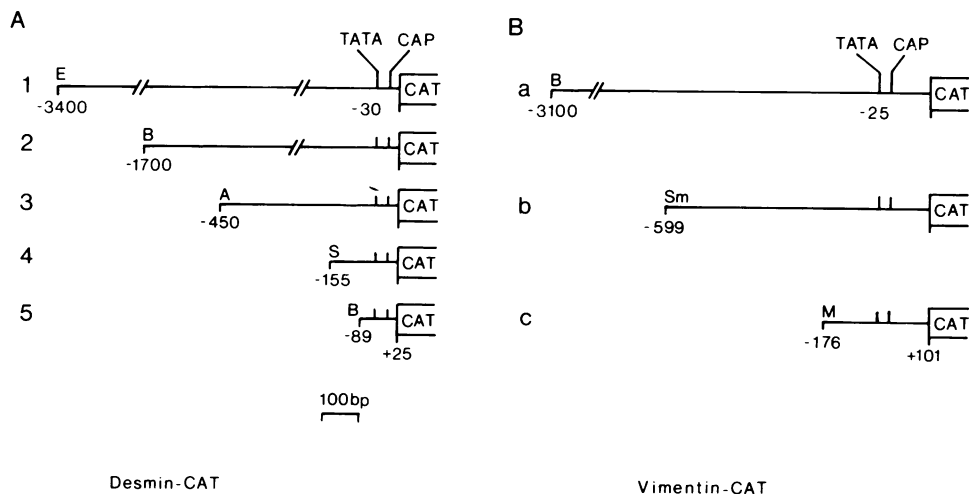 A
TATA CAP
1 E CAT
-3400 -30
2 B CAT
-1700
3 A CAT
-450
4 S CAT
-155
5 B CAT
-89
+25
100bp
Desmin-CAT
B
TATA CAP
a B CAT
-3100 -25
b Sm CAT
-599
c M CAT
-176 +101
Vimentin-CAT